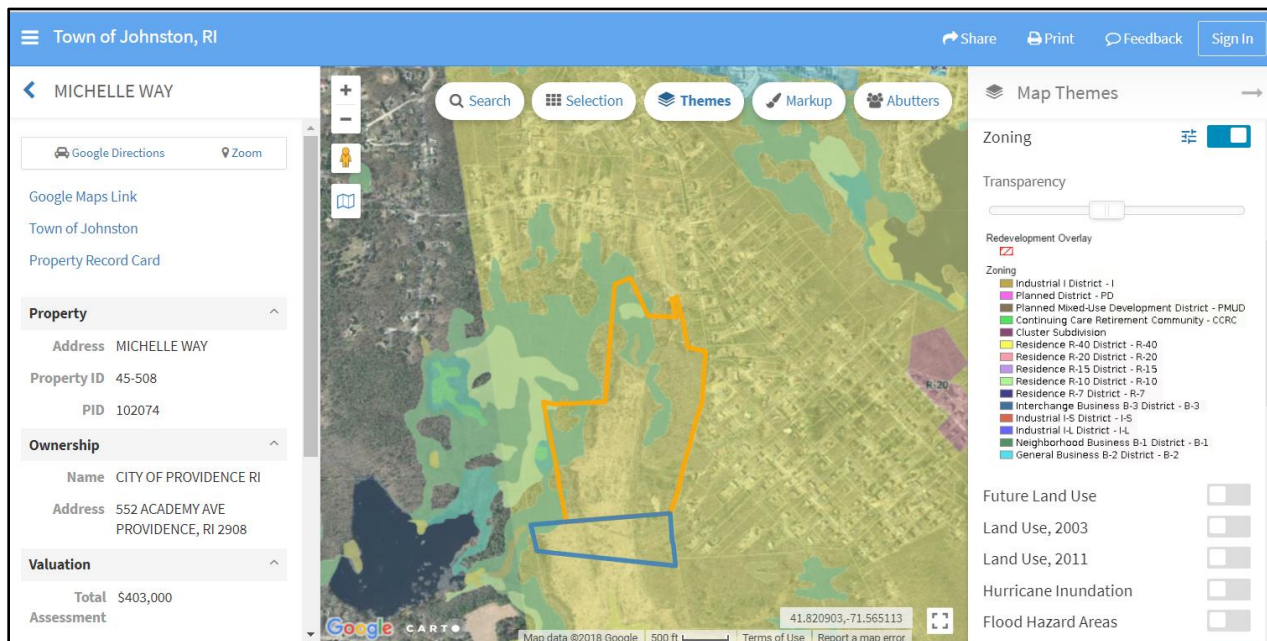 Town of Johnston, RI
Share
Print
Feedback
Sign In
MICHELLE WAY
Google Directions
Zoom
Google Maps Link
Town of Johnston
Property Record Card
Property
Address MICHELLE WAY
Property ID 45-508
PID 102074
Ownership
Name CITY OF PROVIDENCE RI
Address 552 ACADEMY AVE
PROVIDENCE, RI 2908
Valuation
Total $403,000
Assessment
+
−
Search
Selection
Themes
Markup
Abutters
R-20
41.820903,-71.565113
Google
CARTO
Map data ©2018 Google
500 ft
Terms of Use
Report a map error
Map Themes
Zoning
Transparency
Redevelopment Overlay
Zoning
Industrial I District - I
Planned District - PD
Planned Mixed-Use Development District - PMUD
Continuing Care Retirement Community - CCRC
Cluster Subdivision
Residence R-40 District - R-40
Residence R-20 District - R-20
Residence R-15 District - R-15
Residence R-10 District - R-10
Residence R-7 District - R-7
Interchange Business B-3 District - B-3
Industrial I-S District - I-S
Industrial I-L District - I-L
Neighborhood Business B-1 District - B-1
General Business B-2 District - B-2
Future Land Use
Land Use, 2003
Land Use, 2011
Hurricane Inundation
Flood Hazard Areas